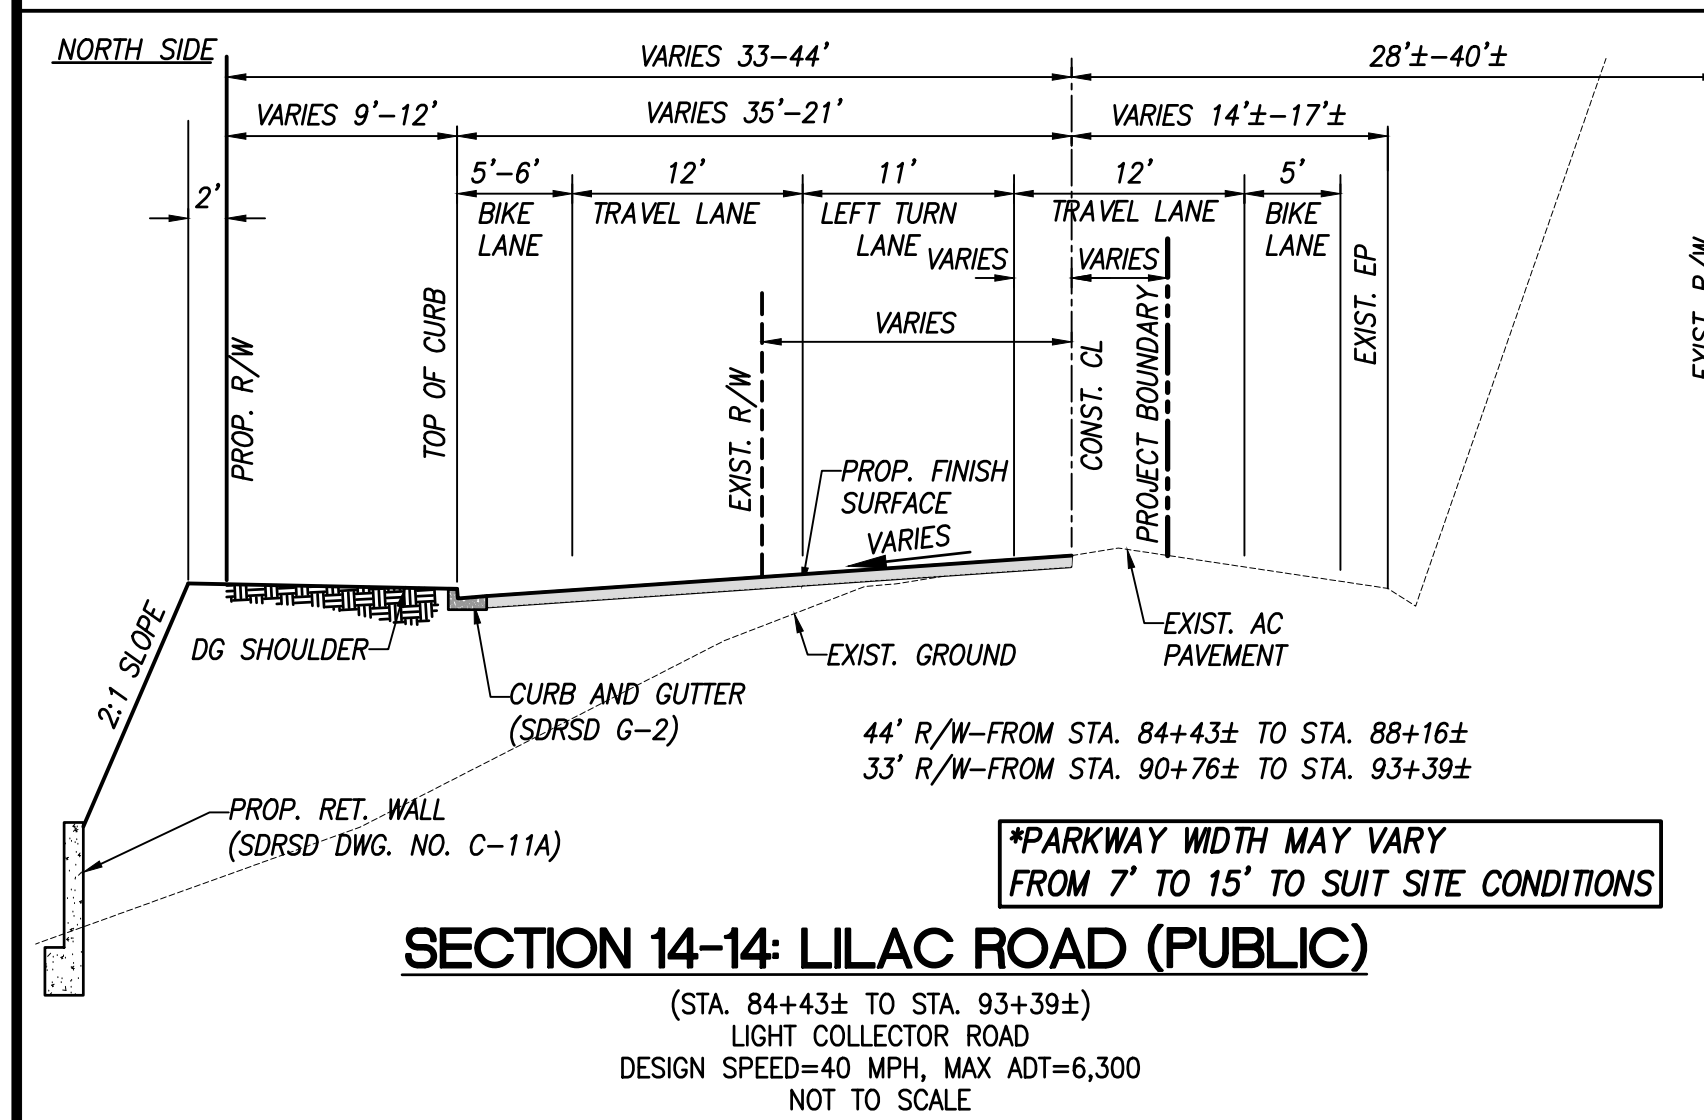 NORTH SIDE
VARIES 33-44'
28'±-40'±
VARIES 9'-12'
VARIES 35'-21'
VARIES 14'±-17'±
2'
5'-6'
BIKE
LANE
12'
TRAVEL LANE
11'
LEFT TURN
LANE
12'
TRAVEL LANE
5'
BIKE
LANE
VARIES
VARIES
VARIES
PROP. R/W
TOP OF CURB
EXIST. R/W
CONST. CL
PROJECT BOUNDARY
EXIST. EP
EXIST. R/W
PROP. FINISH
SURFACE
VARIES
2:1 SLOPE
DG SHOULDER
EXIST. GROUND
EXIST. AC
PAVEMENT
CURB AND GUTTER
(SDRSD G-2)
44' R/W-FROM STA. 84+43± TO STA. 88+16±
33' R/W-FROM STA. 90+76± TO STA. 93+39±
PROP. RET. WALL
(SDRSD DWG. NO. C-11A)
*PARKWAY WIDTH MAY VARY
FROM 7' TO 15' TO SUIT SITE CONDITIONS
SECTION 14-14: LILAC ROAD (PUBLIC)
(STA. 84+43± TO STA. 93+39±)
LIGHT COLLECTOR ROAD
DESIGN SPEED=40 MPH, MAX ADT=6,300
NOT TO SCALE